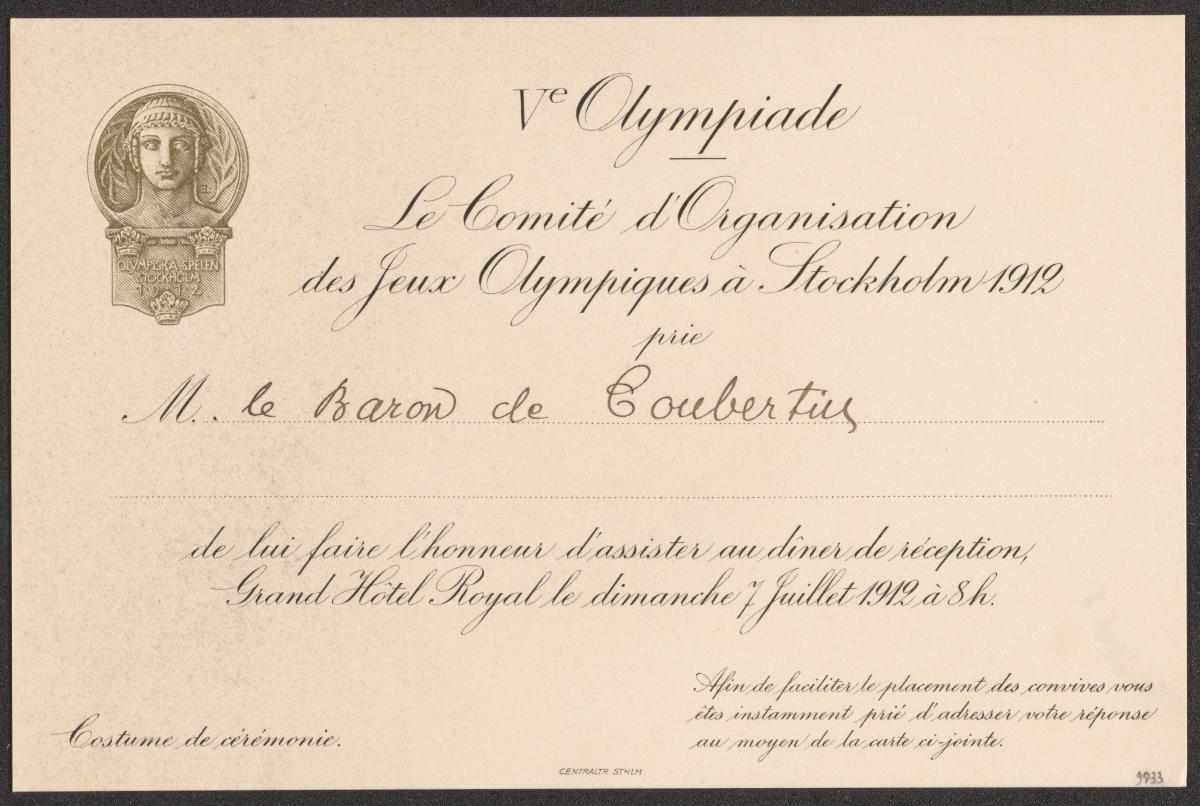 OLYMPISKA SPELEN
STOCKHOLM
1912
Ve Olympiade
Le Comité d'Organisation
des Jeux Olympiques à Stockholm 1912
prie
M. le Baron de Coubertin
de lui faire l'honneur d'assister au dîner de réception,
Grand Hôtel Royal le dimanche 7 Juillet 1912 à 8 h.
Costume de cérémonie.
Afin de faciliter le placement des convives vous
êtes instamment prié d'adresser votre réponse
au moyen de la carte ci-jointe.
CENTRALTR. STHLM
9833